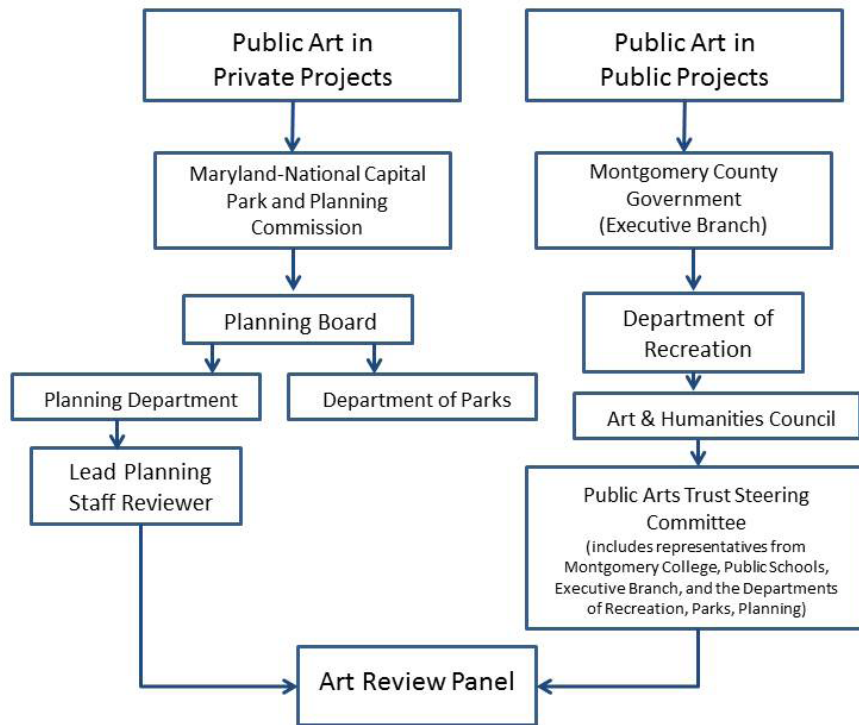 Public Art in
Private Projects
Public Art in
Public Projects
Maryland-National Capital
Park and Planning
Commission
Montgomery County
Government
(Executive Branch)
Planning Board
Department of
Recreation
Planning Department
Department of Parks
Art & Humanities Council
Lead Planning
Staff Reviewer
Public Arts Trust Steering
Committee
(includes representatives from
Montgomery College, Public Schools,
Executive Branch, and the Departments
of Recreation, Parks, Planning)
Art Review Panel